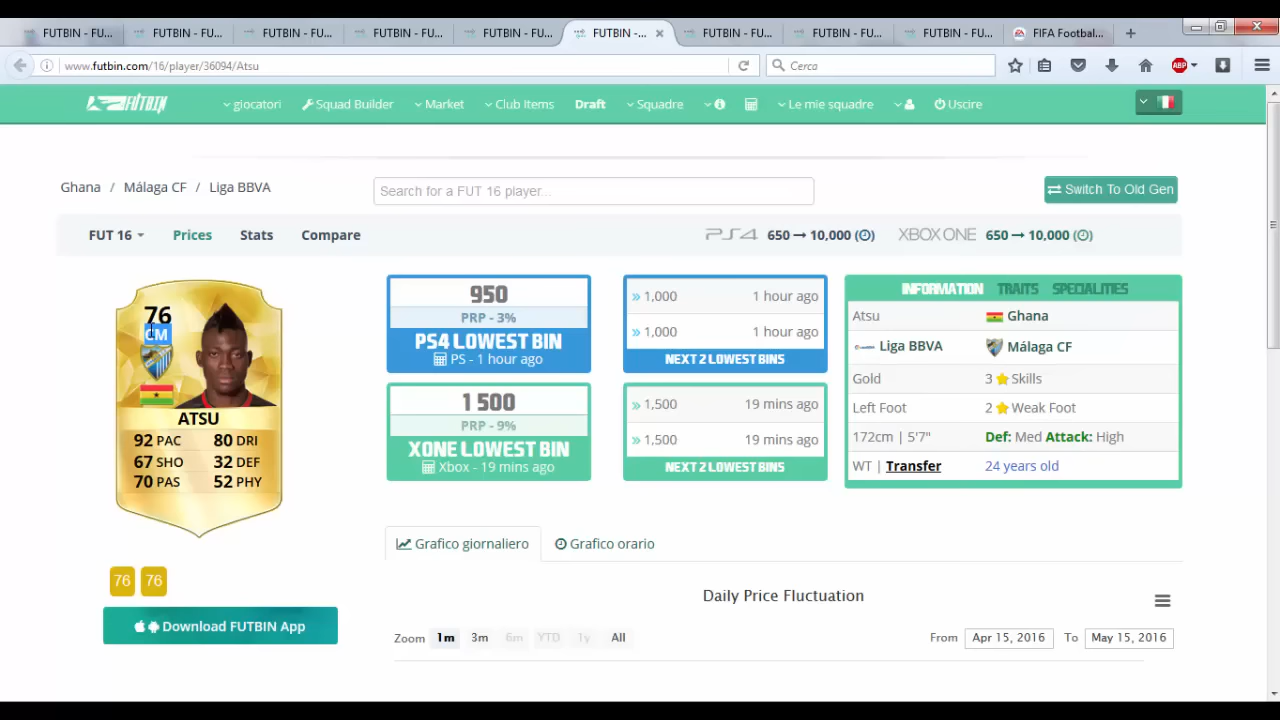 FUTBIN - FU... FUTBIN - FU... FUTBIN - FU... FUTBIN - FU... FUTBIN - FU... FUTBIN -... × FUTBIN - FU... FUTBIN - FU... FUTBIN - FU... FIFA Footbal... +
www.futbin.com/16/player/36094/Atsu Cerca ABP
FUTBIN giocatori Squad Builder Market Club Items Draft Squadre Le mie squadre Uscire
Ghana / Málaga CF / Liga BBVA
Search for a FUT 16 player...
Switch To Old Gen
FUT 16 Prices Stats Compare PS4 650 → 10,000 XBOX ONE 650 → 10,000
76
CM
ATSU
92 PAC 80 DRI
67 SHO 32 DEF
70 PAS 52 PHY
76 76
Download FUTBIN App
950
PRP - 3%
PS4 LOWEST BIN
PS - 1 hour ago
» 1,000 1 hour ago
» 1,000 1 hour ago
NEXT 2 LOWEST BINS
1 500
PRP - 9%
XONE LOWEST BIN
Xbox - 19 mins ago
» 1,500 19 mins ago
» 1,500 19 mins ago
NEXT 2 LOWEST BINS
INFORMATION TRAITS SPECIALITIES
Atsu Ghana
Liga BBVA Málaga CF
Gold 3 Skills
Left Foot 2 Weak Foot
172cm | 5'7" Def: Med Attack: High
WT | Transfer 24 years old
Grafico giornaliero Grafico orario
Daily Price Fluctuation
Zoom 1m 3m 6m YTD 1y All From Apr 15, 2016 To May 15, 2016